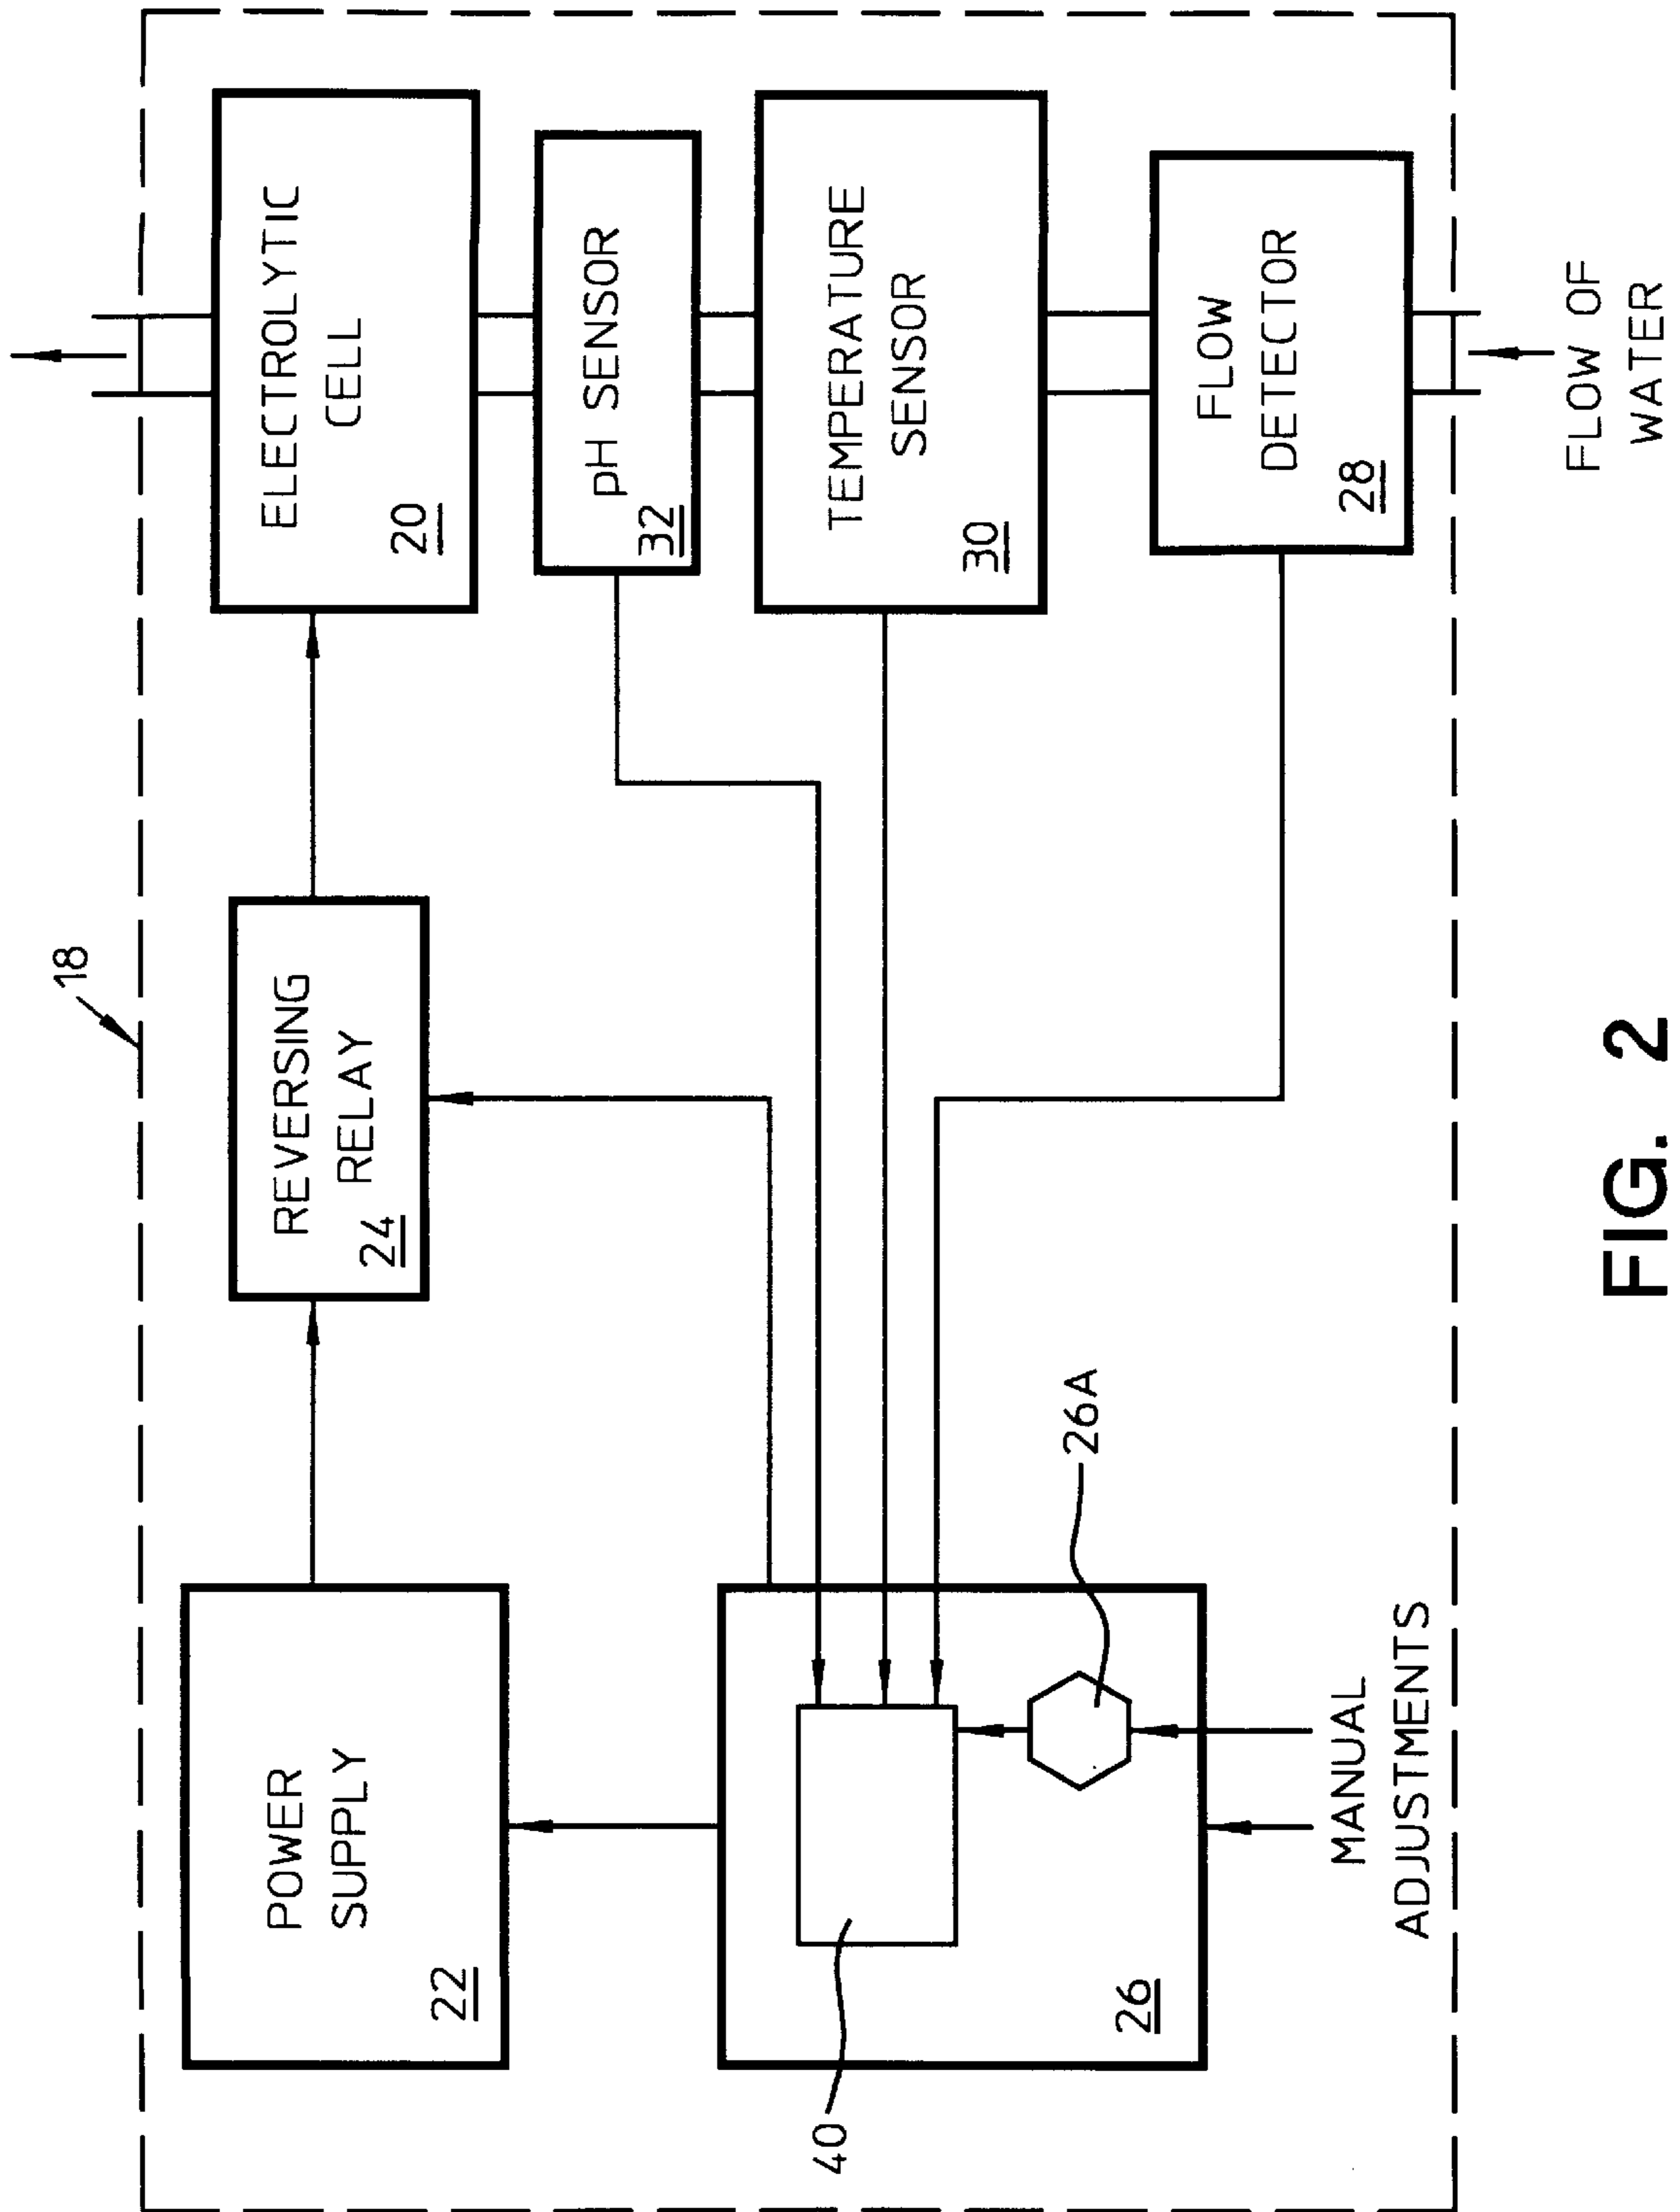 18
POWER
SUPPLY
22
REVERSING
RELAY
24
ELECTROLYTIC
CELL
20
pH SENSOR
32
TEMPERATURE
SENSOR
30
FLOW
DETECTOR
28
40
26
26A
MANUAL
ADJUSTMENTS
FLOW OF
WATER
FIG. 2